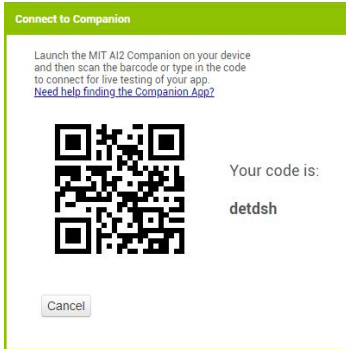 Connect to Companion
Launch the MIT AI2 Companion on your device
and then scan the barcode or type in the code
to connect for live testing of your app.
Need help finding the Companion App?
Your code is:
detdsh
Cancel